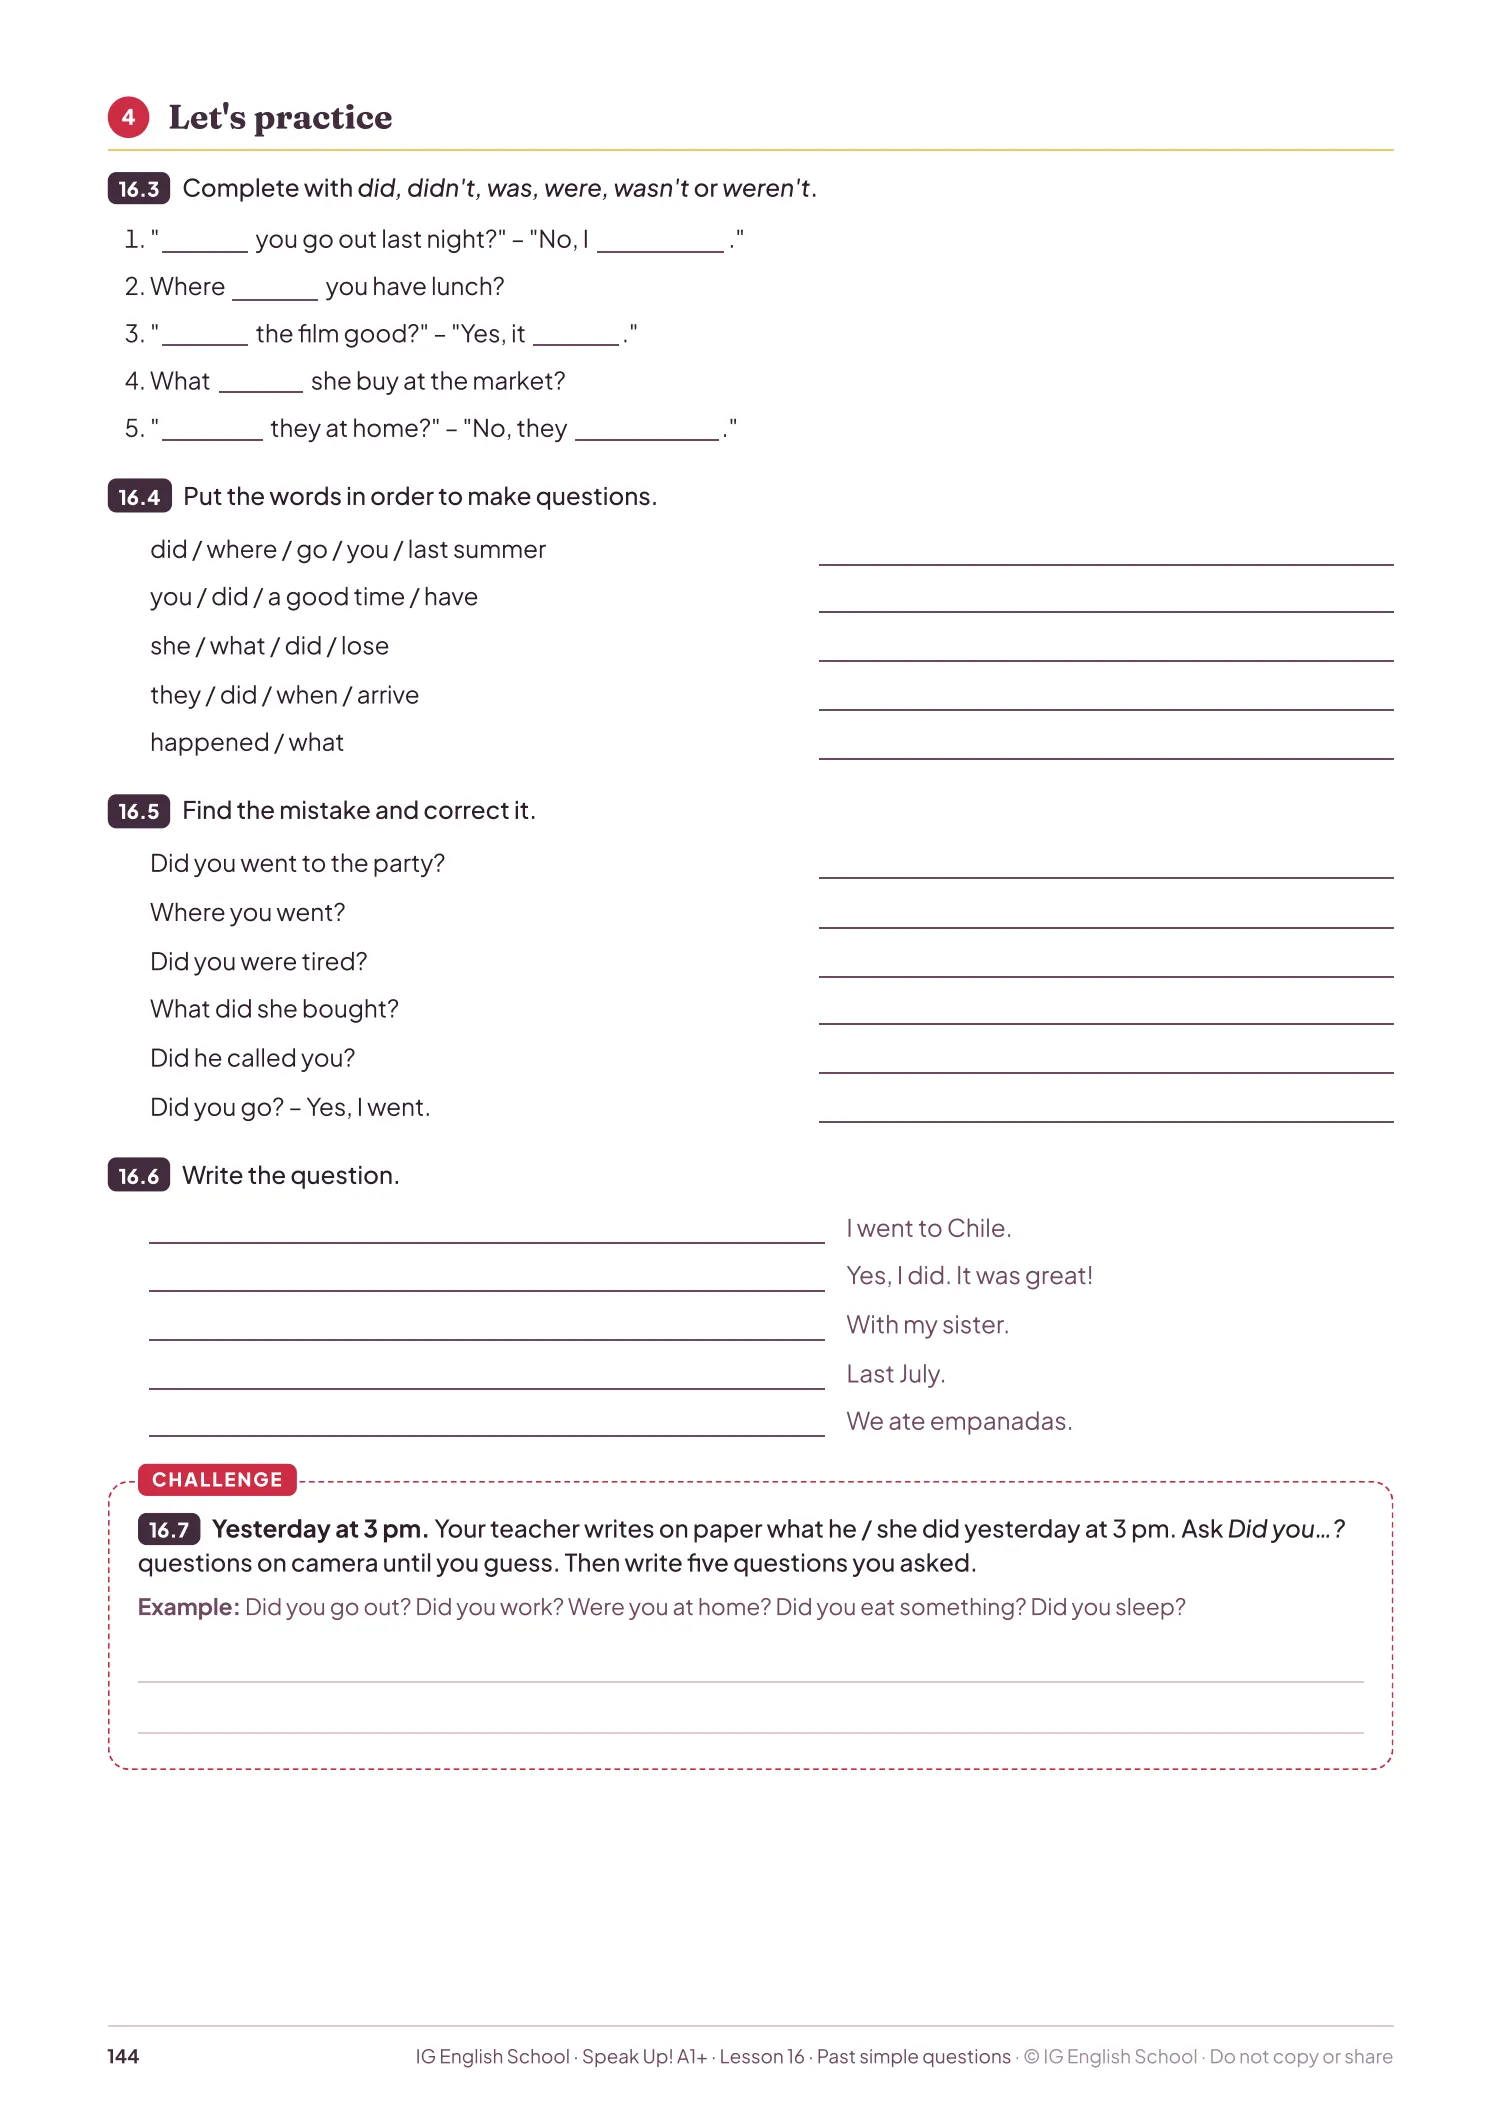 4 Let's practice
16.3 Complete with did, didn't, was, were, wasn't or weren't.
1. "______ you go out last night?" – "No, I ______."
2. Where ______ you have lunch?
3. "______ the film good?" – "Yes, it ______."
4. What ______ she buy at the market?
5. "______ they at home?" – "No, they ______."
16.4 Put the words in order to make questions.
did / where / go / you / last summer
you / did / a good time / have
she / what / did / lose
they / did / when / arrive
happened / what
16.5 Find the mistake and correct it.
Did you went to the party?
Where you went?
Did you were tired?
What did she bought?
Did he called you?
Did you go? – Yes, I went.
16.6 Write the question.
I went to Chile.
Yes, I did. It was great!
With my sister.
Last July.
We ate empanadas.
CHALLENGE
16.7 Yesterday at 3 pm. Your teacher writes on paper what he / she did yesterday at 3 pm. Ask Did you...?
questions on camera until you guess. Then write five questions you asked.
Example: Did you go out? Did you work? Were you at home? Did you eat something? Did you sleep?
144 IG English School · Speak Up! A1+ · Lesson 16 · Past simple questions · © IG English School · Do not copy or share